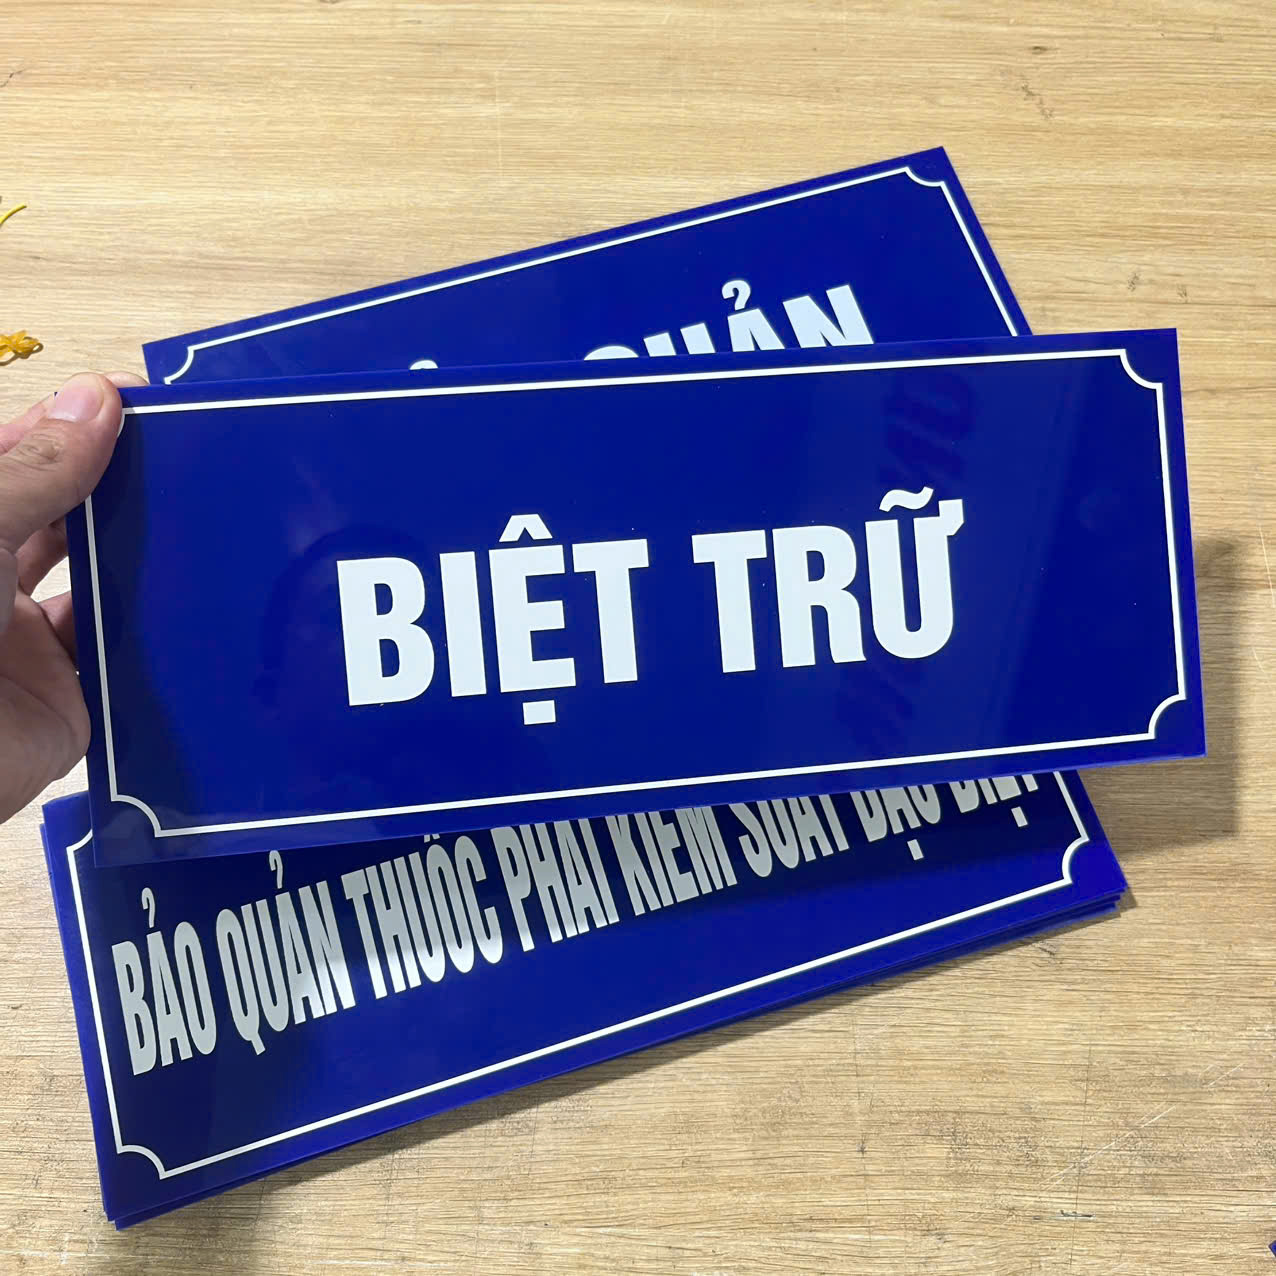 QUẢN
BIỆT TRỮ
BẢO QUẢN THUỐC PHẢI KIỂM SOÁT ĐẶC BIỆT